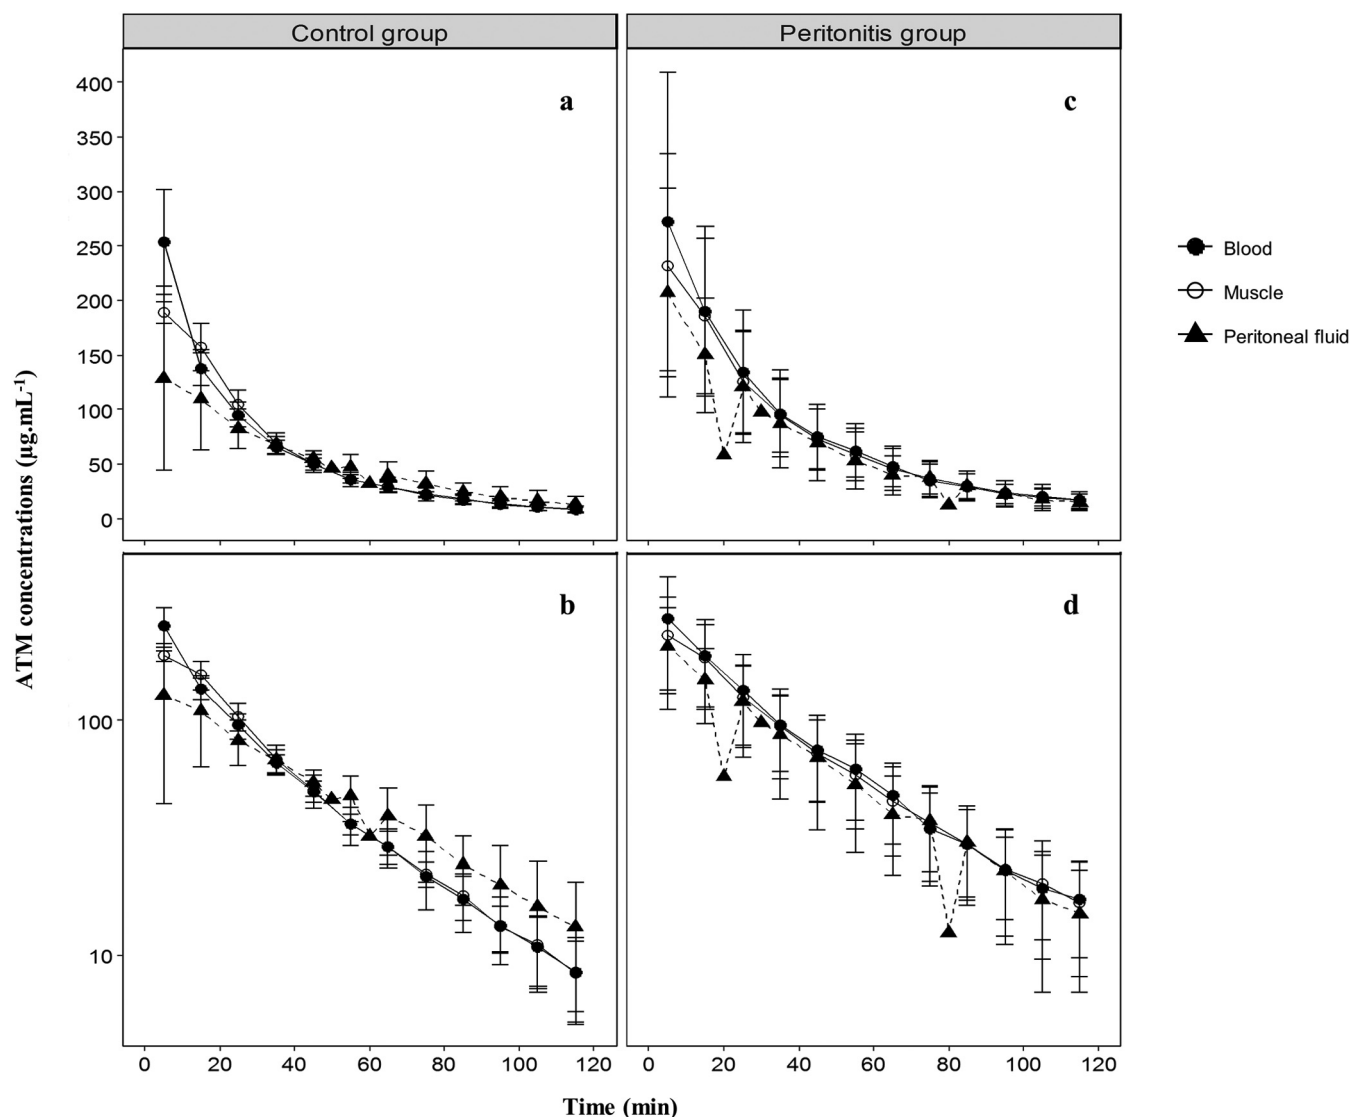 Control group
Peritonitis group
400
350
300
250
200
150
100
50
0
a
c
Blood
Muscle
Peritoneal fluid
ATM concentrations (µg.mL⁻¹)
100
10
b
d
0 20 40 60 80 100 120
0 20 40 60 80 100 120
Time (min)